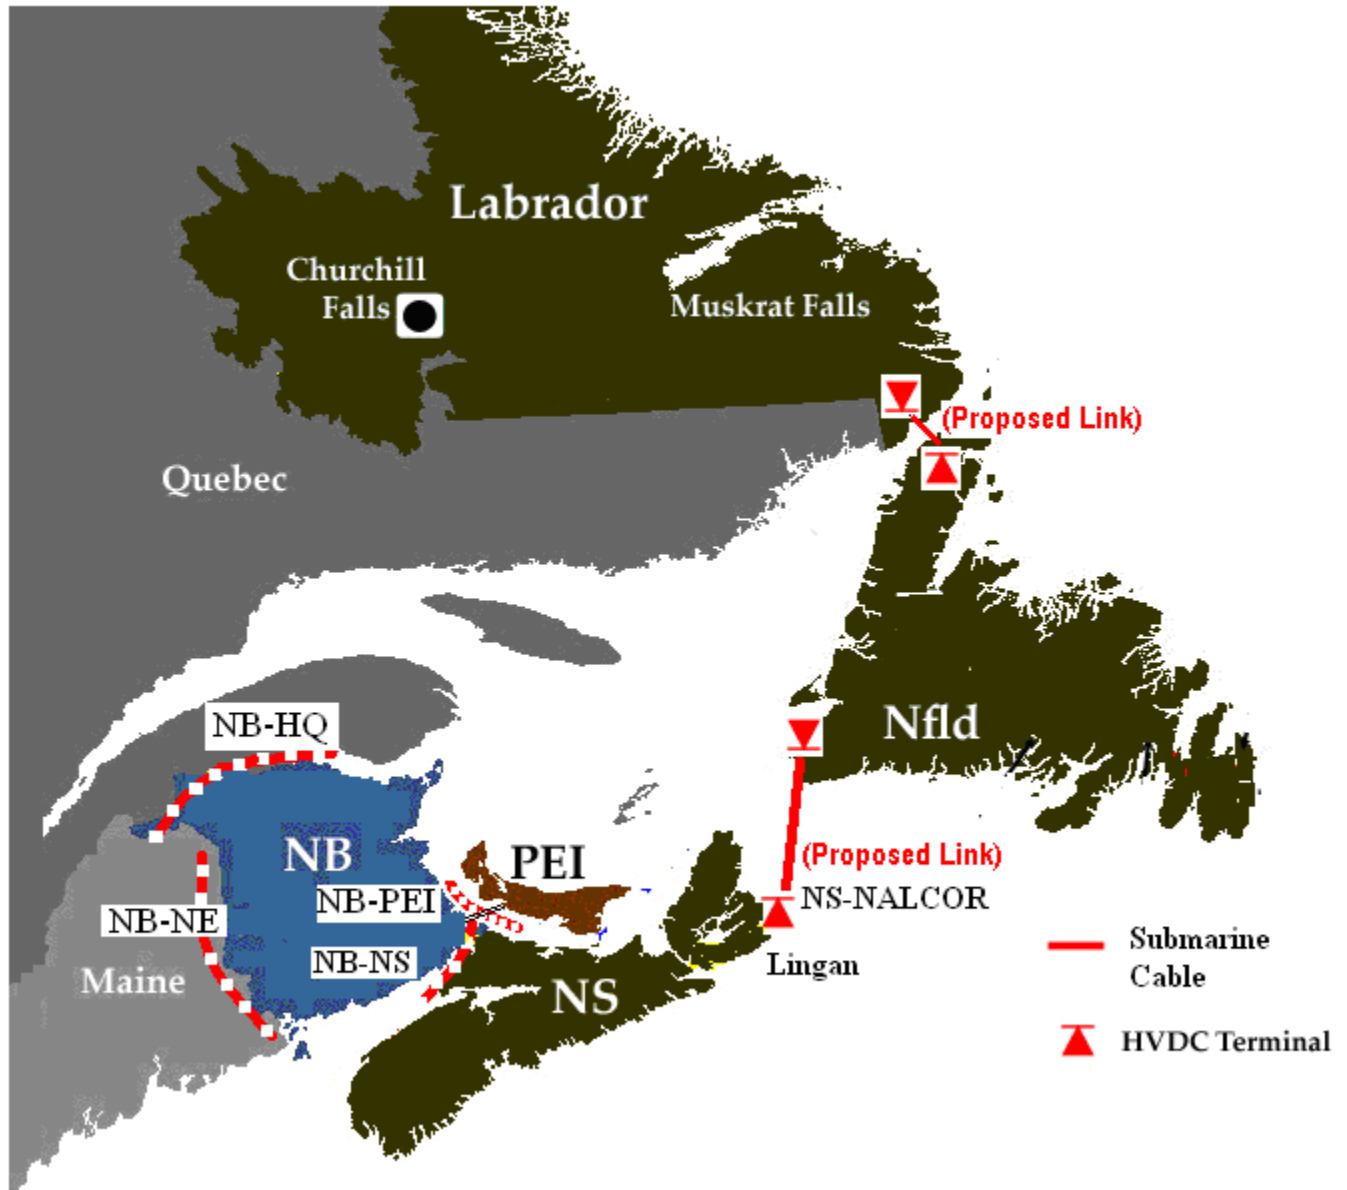 Labrador
Churchill
Falls
Muskrat Falls
(Proposed Link)
Quebec
Nfld
NB-HQ
NB
PEI
(Proposed Link)
NB-PEI
NS-NALCOR
NB-NE
NB-NS
Lingan
Maine
NS
Submarine
Cable
HVDC Terminal